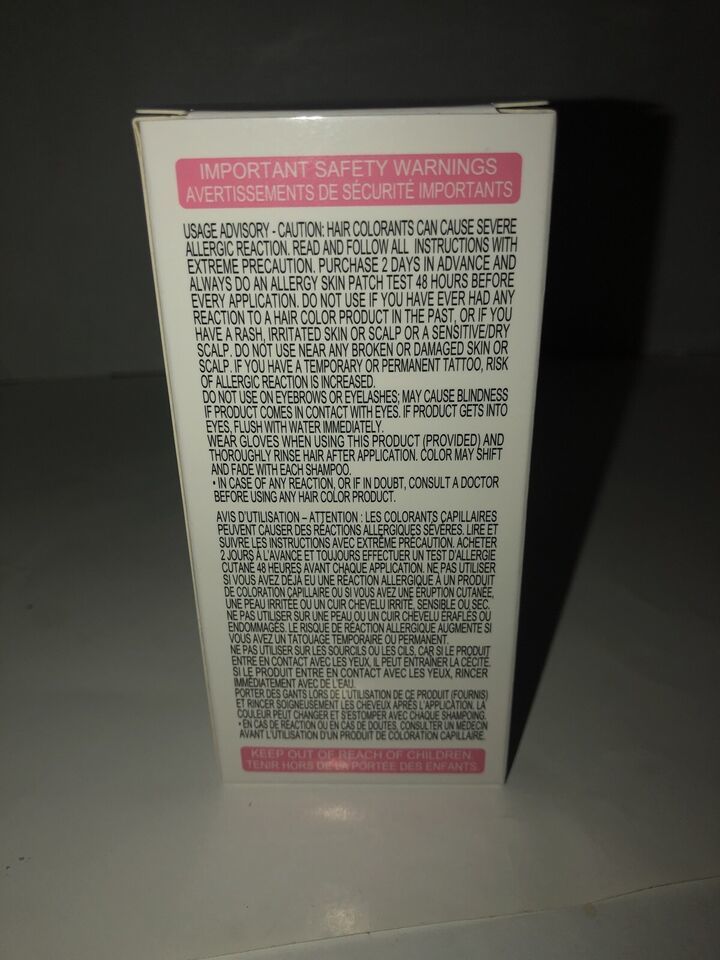 IMPORTANT SAFETY WARNINGS
AVERTISSEMENTS DE SÉCURITÉ IMPORTANTS
USAGE ADVISORY - CAUTION: HAIR COLORANTS CAN CAUSE SEVERE
ALLERGIC REACTION. READ AND FOLLOW ALL INSTRUCTIONS WITH
EXTREME PRECAUTION. PURCHASE 2 DAYS IN ADVANCE AND
ALWAYS DO AN ALLERGY SKIN PATCH TEST 48 HOURS BEFORE
EVERY APPLICATION. DO NOT USE IF YOU HAVE EVER HAD ANY
REACTION TO A HAIR COLOR PRODUCT IN THE PAST, OR IF YOU
HAVE A RASH, IRRITATED SKIN OR SCALP OR A SENSITIVE/DRY
SCALP. DO NOT USE NEAR ANY BROKEN OR DAMAGED SKIN OR
SCALP. IF YOU HAVE A TEMPORARY OR PERMANENT TATTOO, RISK
OF ALLERGIC REACTION IS INCREASED.
DO NOT USE ON EYEBROWS OR EYELASHES; MAY CAUSE BLINDNESS
IF PRODUCT COMES IN CONTACT WITH EYES. IF PRODUCT GETS INTO
EYES, FLUSH WITH WATER IMMEDIATELY.
WEAR GLOVES WHEN USING THIS PRODUCT (PROVIDED) AND
THOROUGHLY RINSE HAIR AFTER APPLICATION. COLOR MAY SHIFT
AND FADE WITH EACH SHAMPOO.
• IN CASE OF ANY REACTION, OR IF IN DOUBT, CONSULT A DOCTOR
BEFORE USING ANY HAIR COLOR PRODUCT.
AVIS D'UTILISATION – ATTENTION : LES COLORANTS CAPILLAIRES
PEUVENT CAUSER DES RÉACTIONS ALLERGIQUES SÉVÈRES. LIRE ET
SUIVRE LES INSTRUCTIONS AVEC EXTRÊME PRÉCAUTION. ACHETER
2 JOURS À L'AVANCE ET TOUJOURS EFFECTUER UN TEST D'ALLERGIE
CUTANÉ 48 HEURES AVANT CHAQUE APPLICATION. NE PAS UTILISER
SI VOUS AVEZ DÉJÀ EU UNE RÉACTION ALLERGIQUE À UN PRODUIT
DE COLORATION CAPILLAIRE OU SI VOUS AVEZ UNE ÉRUPTION CUTANÉE,
UNE PEAU IRRITÉE OU UN CUIR CHEVELU IRRITÉ, SENSIBLE OU SEC.
NE PAS UTILISER SUR UNE PEAU OU UN CUIR CHEVELU ÉRAFLÉS OU
ENDOMMAGÉS. LE RISQUE DE RÉACTION ALLERGIQUE AUGMENTE SI
VOUS AVEZ UN TATOUAGE TEMPORAIRE OU PERMANENT.
NE PAS UTILISER SUR LES SOURCILS OU LES CILS, CAR SI LE PRODUIT
ENTRE EN CONTACT AVEC LES YEUX, IL PEUT ENTRAÎNER LA CÉCITÉ.
SI LE PRODUIT ENTRE EN CONTACT AVEC LES YEUX, RINCER
IMMÉDIATEMENT AVEC DE L'EAU.
PORTER DES GANTS LORS DE L'UTILISATION DE CE PRODUIT (FOURNIS)
ET RINCER SOIGNEUSEMENT LES CHEVEUX APRÈS L'APPLICATION. LA
COULEUR PEUT CHANGER ET S'ESTOMPER AVEC CHAQUE SHAMPOING.
• EN CAS DE RÉACTION OU EN CAS DE DOUTES, CONSULTER UN MÉDECIN
AVANT L'UTILISATION D'UN PRODUIT DE COLORATION CAPILLAIRE.
KEEP OUT OF REACH OF CHILDREN.
TENIR HORS DE LA PORTÉE DES ENFANTS.